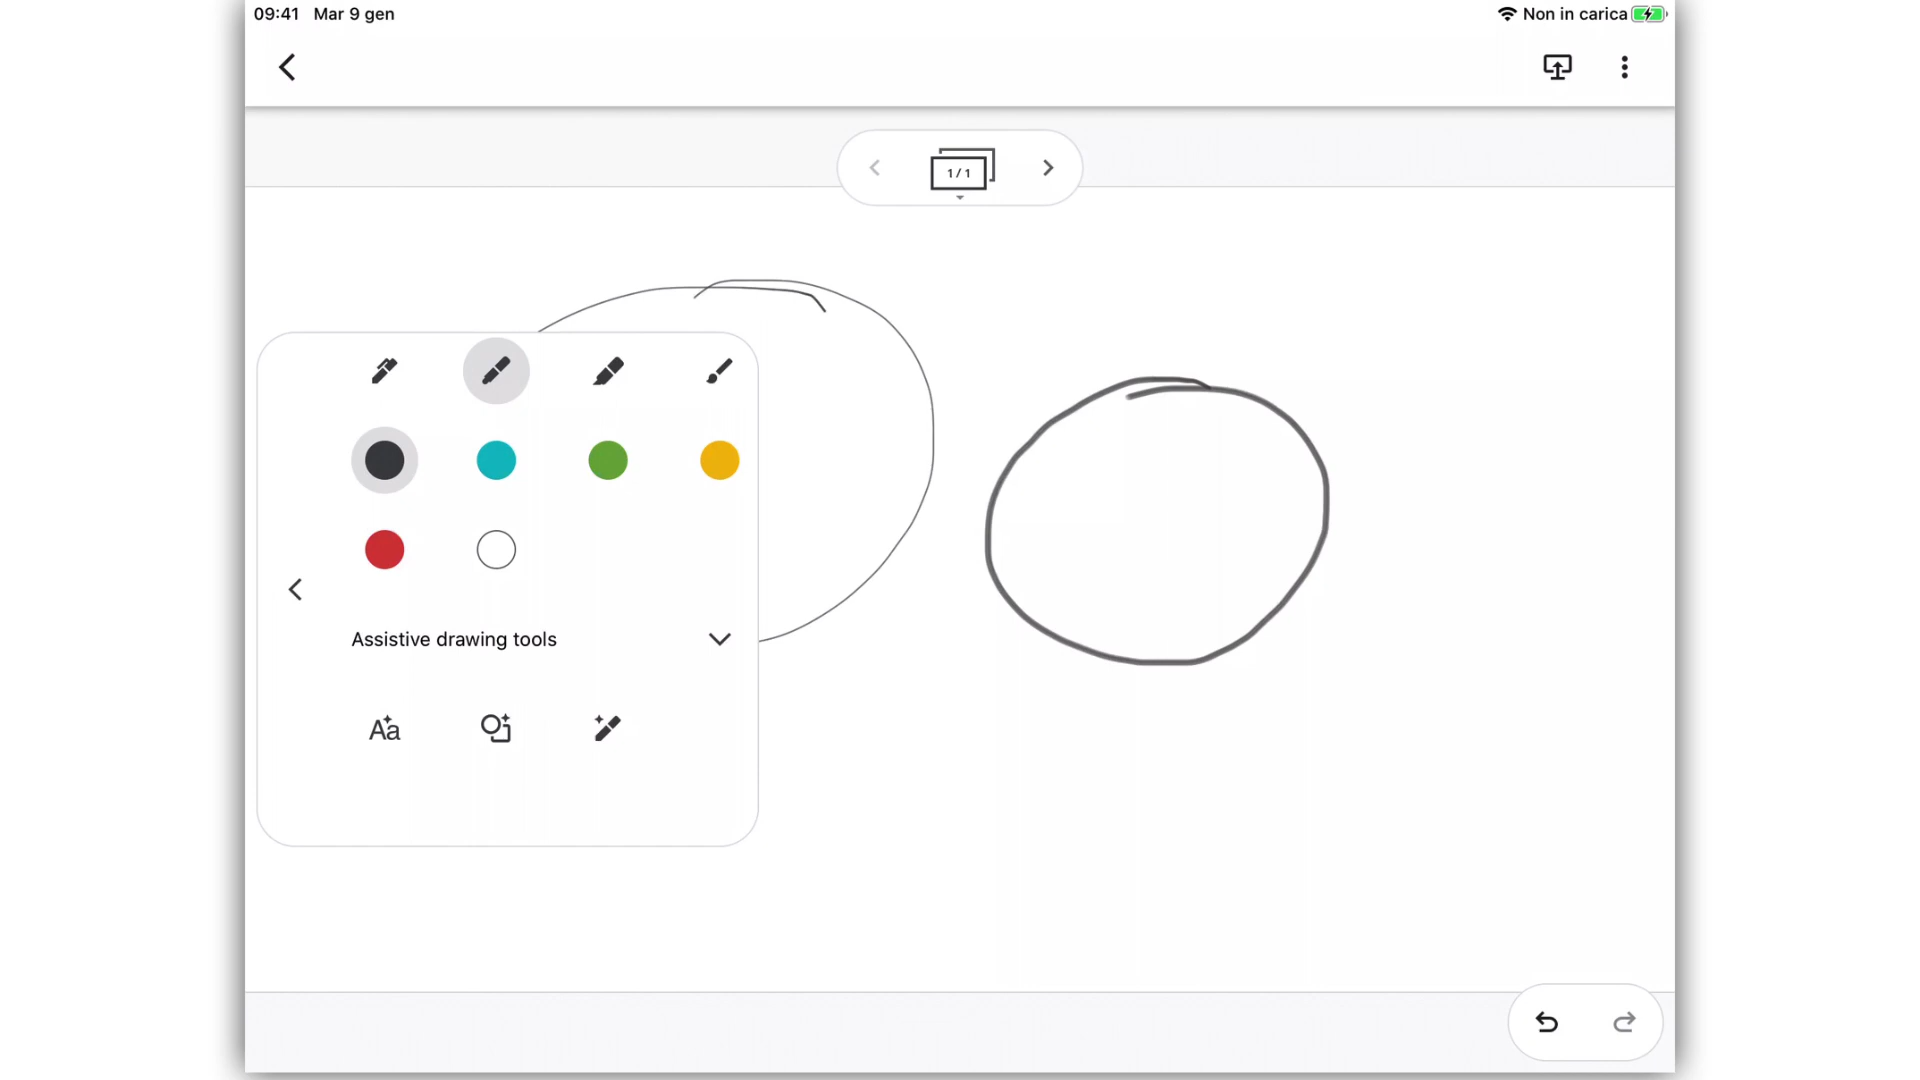 09:41 Mar 9 gen
Non in carica
1/1
Assistive drawing tools
Aa